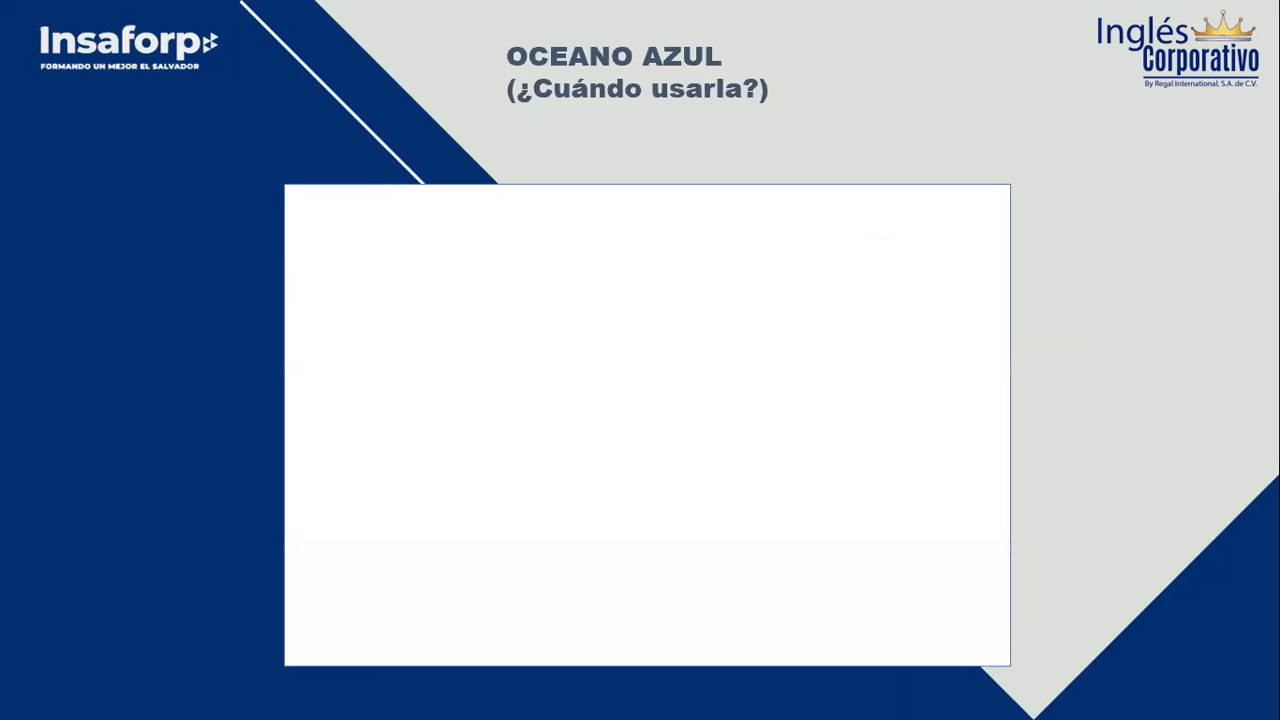 Insaforp
FORMANDO UN MEJOR EL SALVADOR
OCEANO AZUL
(¿Cuándo usarla?)
Inglés
Corporativo
By Regal International, S.A. de C.V.